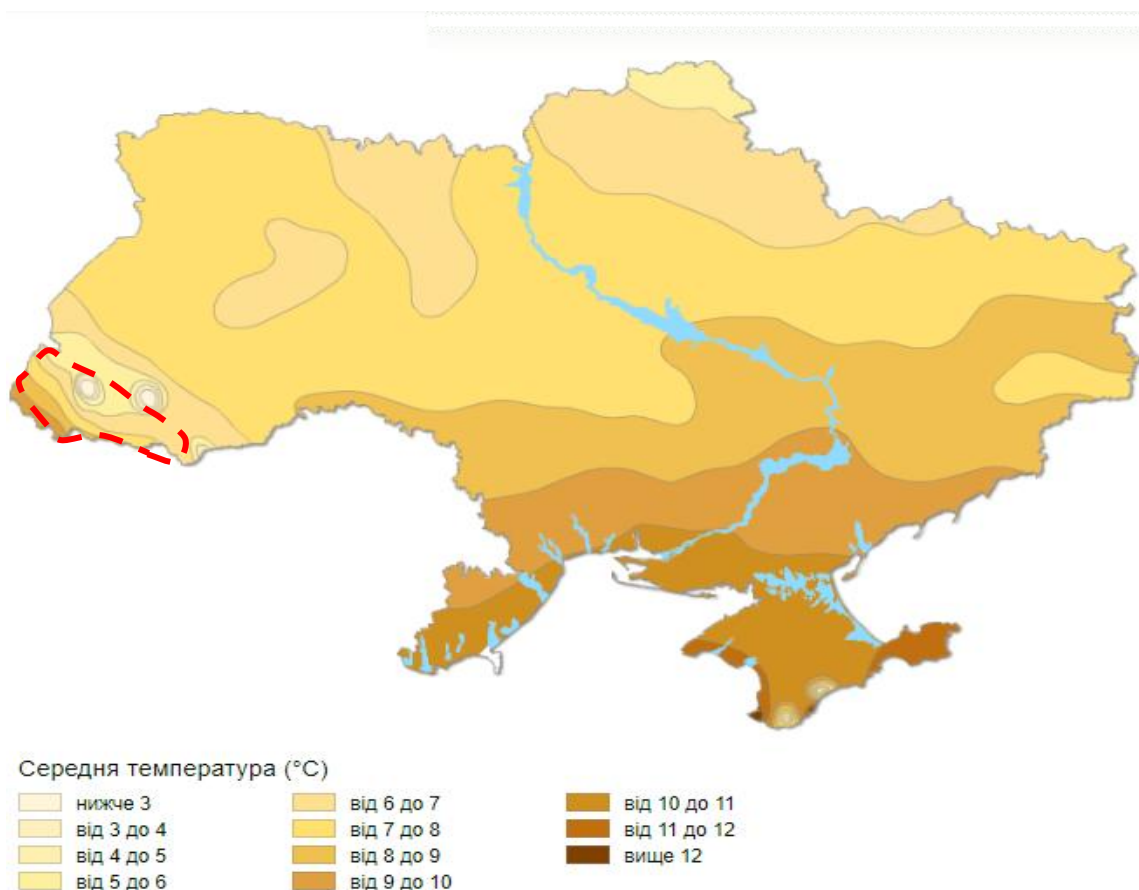 Середня температура (°C)
нижче 3
від 3 до 4
від 4 до 5
від 5 до 6
від 6 до 7
від 7 до 8
від 8 до 9
від 9 до 10
від 10 до 11
від 11 до 12
вище 12